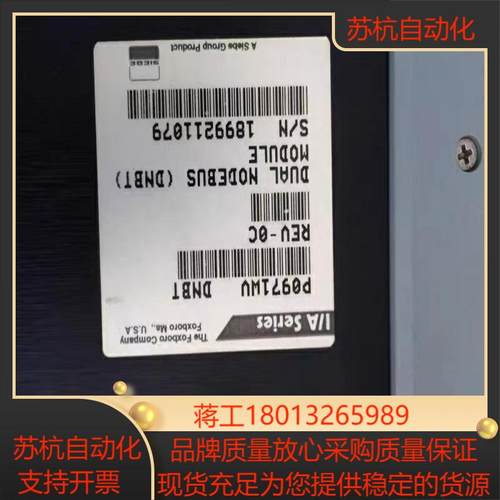 苏杭自动化
I/A Series
The Foxboro Company
Foxboro Ma., U.S.A
P0971WV DNBT
REV-0C
DUAL NODEBUS (DNBT)
MODULE
S/N 1899211079
SIEBE
A Siebe Group Product
蒋工18013265989
苏杭自动化
支持开票
品牌质量放心采购质量保证
现货充足为您提供稳定的货源